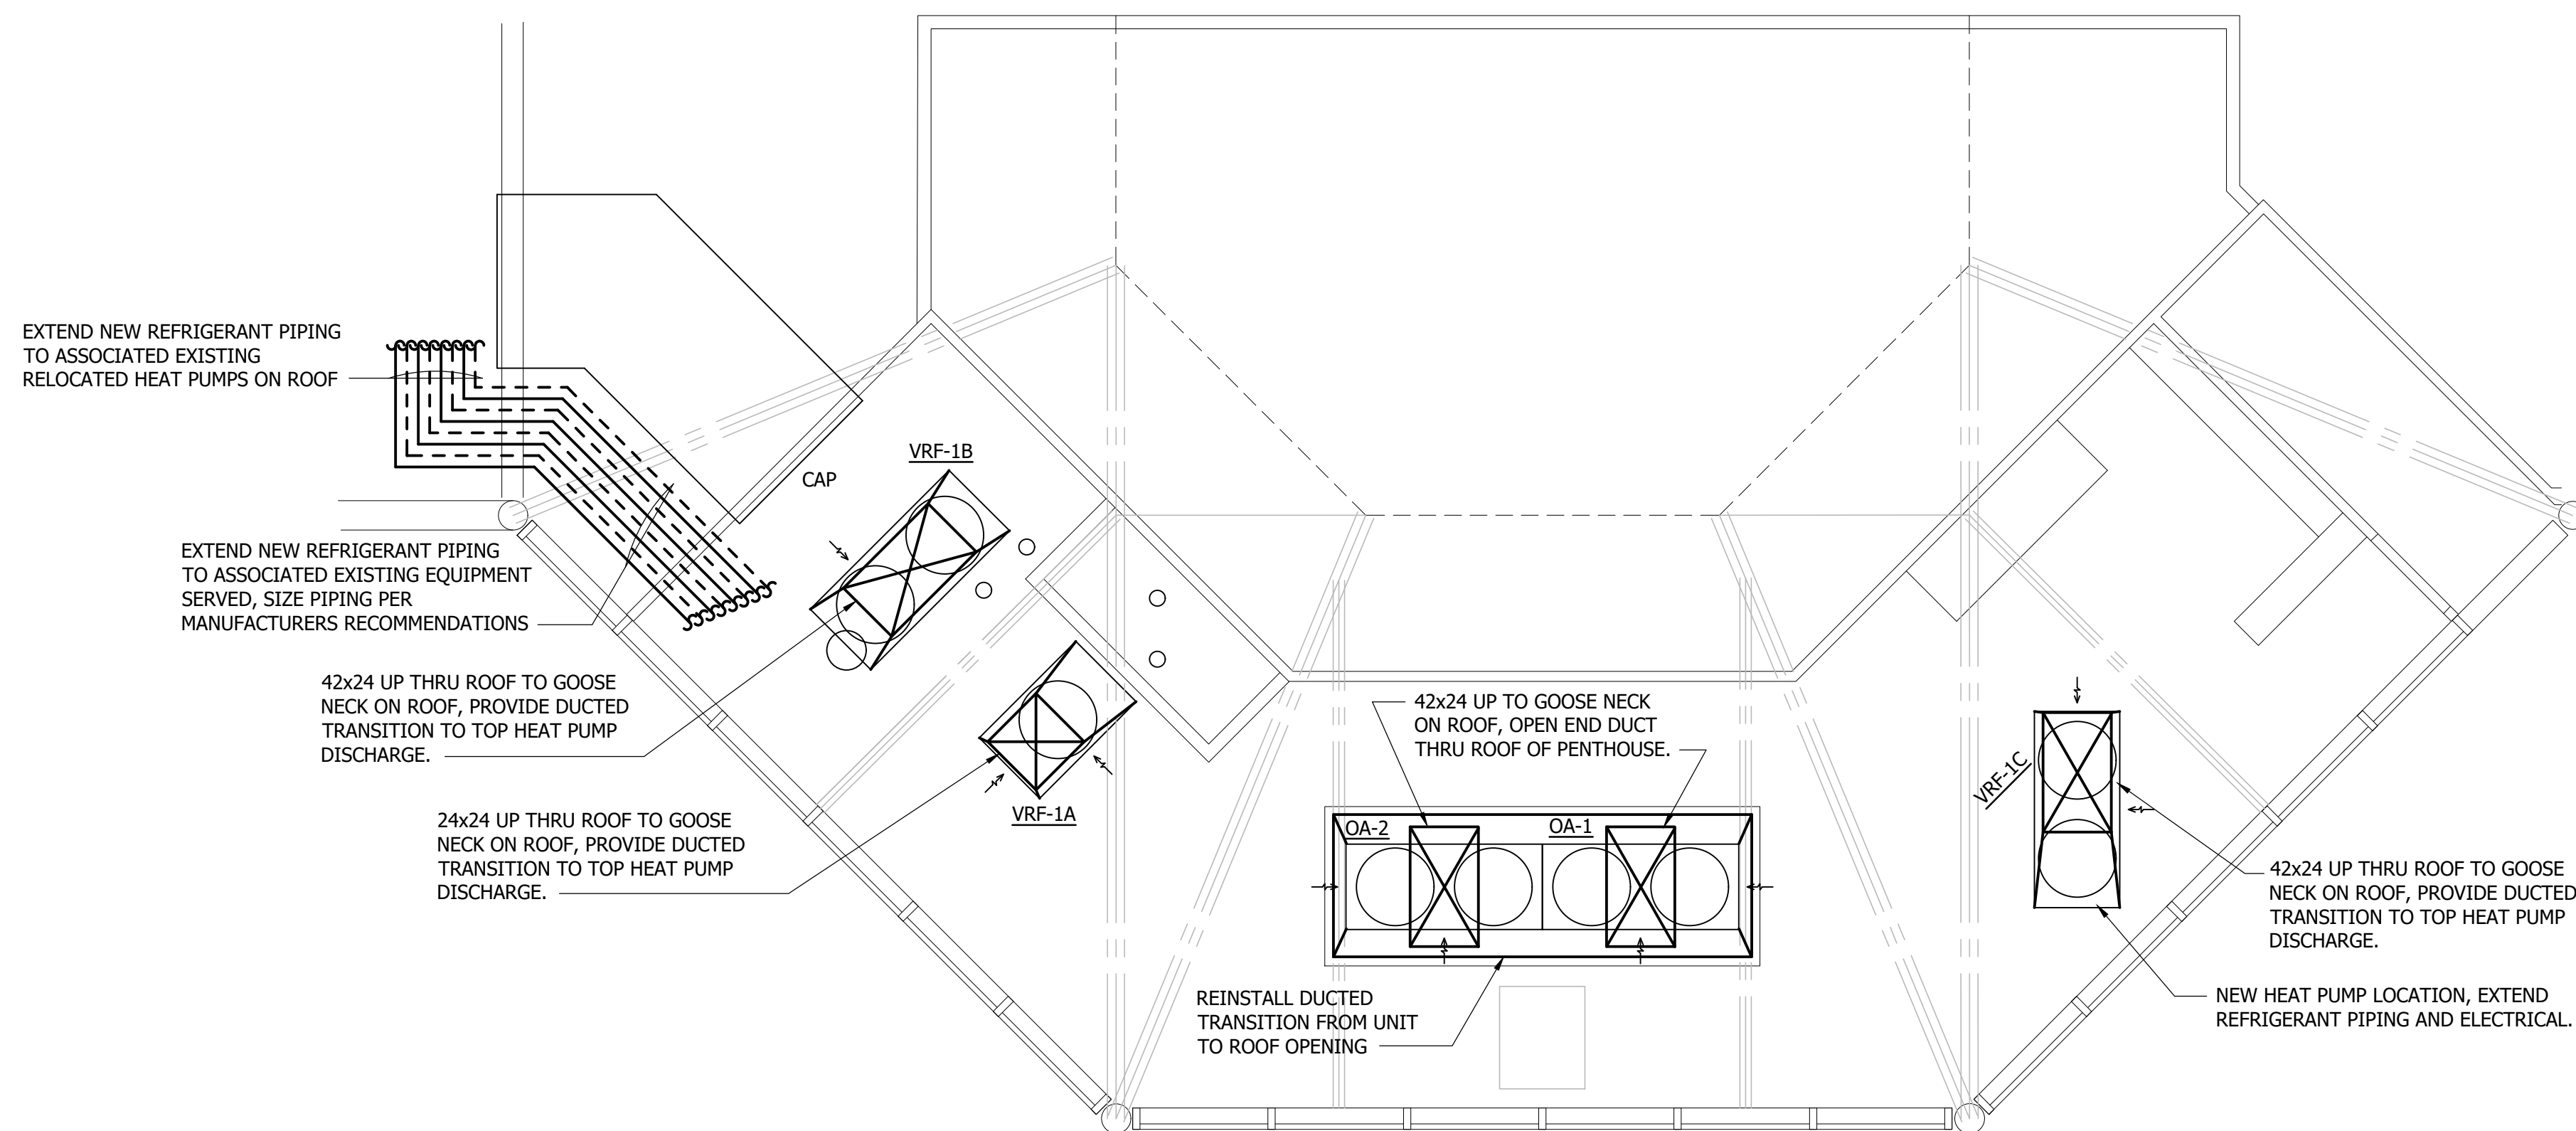 EXTEND NEW REFRIGERANT PIPING
TO ASSOCIATED EXISTING
RELOCATED HEAT PUMPS ON ROOF
VRF-1B
CAP
EXTEND NEW REFRIGERANT PIPING
TO ASSOCIATED EXISTING EQUIPMENT
SERVED, SIZE PIPING PER
MANUFACTURERS RECOMMENDATIONS
42x24 UP THRU ROOF TO GOOSE
NECK ON ROOF, PROVIDE DUCTED
TRANSITION TO TOP HEAT PUMP
DISCHARGE.
24x24 UP THRU ROOF TO GOOSE
NECK ON ROOF, PROVIDE DUCTED
TRANSITION TO TOP HEAT PUMP
DISCHARGE.
VRF-1A
42x24 UP TO GOOSE NECK
ON ROOF, OPEN END DUCT
THRU ROOF OF PENTHOUSE.
OA-2
OA-1
REINSTALL DUCTED
TRANSITION FROM UNIT
TO ROOF OPENING
VRF-1C
42x24 UP THRU ROOF TO GOOSE
NECK ON ROOF, PROVIDE DUCTED
TRANSITION TO TOP HEAT PUMP
DISCHARGE.
NEW HEAT PUMP LOCATION, EXTEND
REFRIGERANT PIPING AND ELECTRICAL.